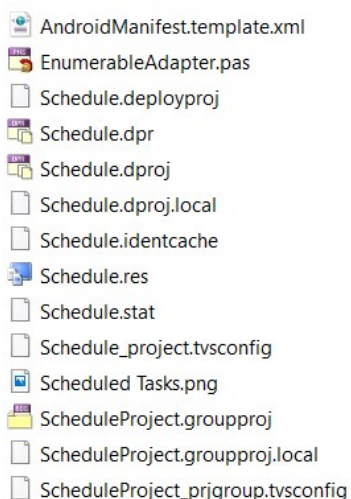 AndroidManifest.template.xml
EnumerableAdapter.pas
Schedule.deployproj
Schedule.dpr
Schedule.dproj
Schedule.dproj.local
Schedule.identcache
Schedule.res
Schedule.stat
Schedule_project.tvsconfig
Scheduled Tasks.png
ScheduleProject.groupproj
ScheduleProject.groupproj.local
ScheduleProject_prjgroup.tvsconfig